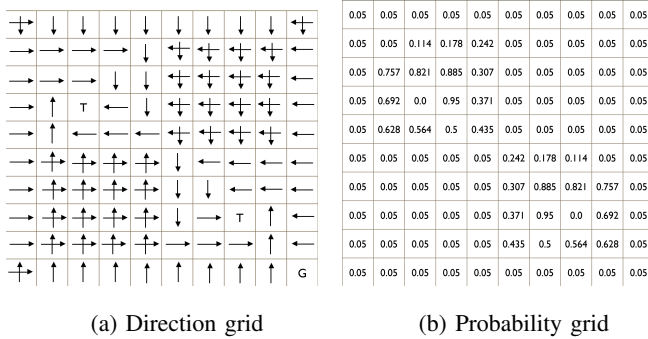 T
T
G
(a) Direction grid
0.05 0.05 0.05 0.05 0.05 0.05 0.05 0.05 0.05 0.05
0.05 0.05 0.114 0.178 0.242 0.05 0.05 0.05 0.05 0.05
0.05 0.757 0.821 0.885 0.307 0.05 0.05 0.05 0.05 0.05
0.05 0.692 0.0 0.95 0.371 0.05 0.05 0.05 0.05 0.05
0.05 0.628 0.564 0.5 0.435 0.05 0.05 0.05 0.05 0.05
0.05 0.05 0.05 0.05 0.05 0.242 0.178 0.114 0.05 0.05
0.05 0.05 0.05 0.05 0.05 0.307 0.885 0.821 0.757 0.05
0.05 0.05 0.05 0.05 0.05 0.371 0.95 0.0 0.692 0.05
0.05 0.05 0.05 0.05 0.05 0.435 0.5 0.564 0.628 0.05
0.05 0.05 0.05 0.05 0.05 0.05 0.05 0.05 0.05 0.05
(b) Probability grid